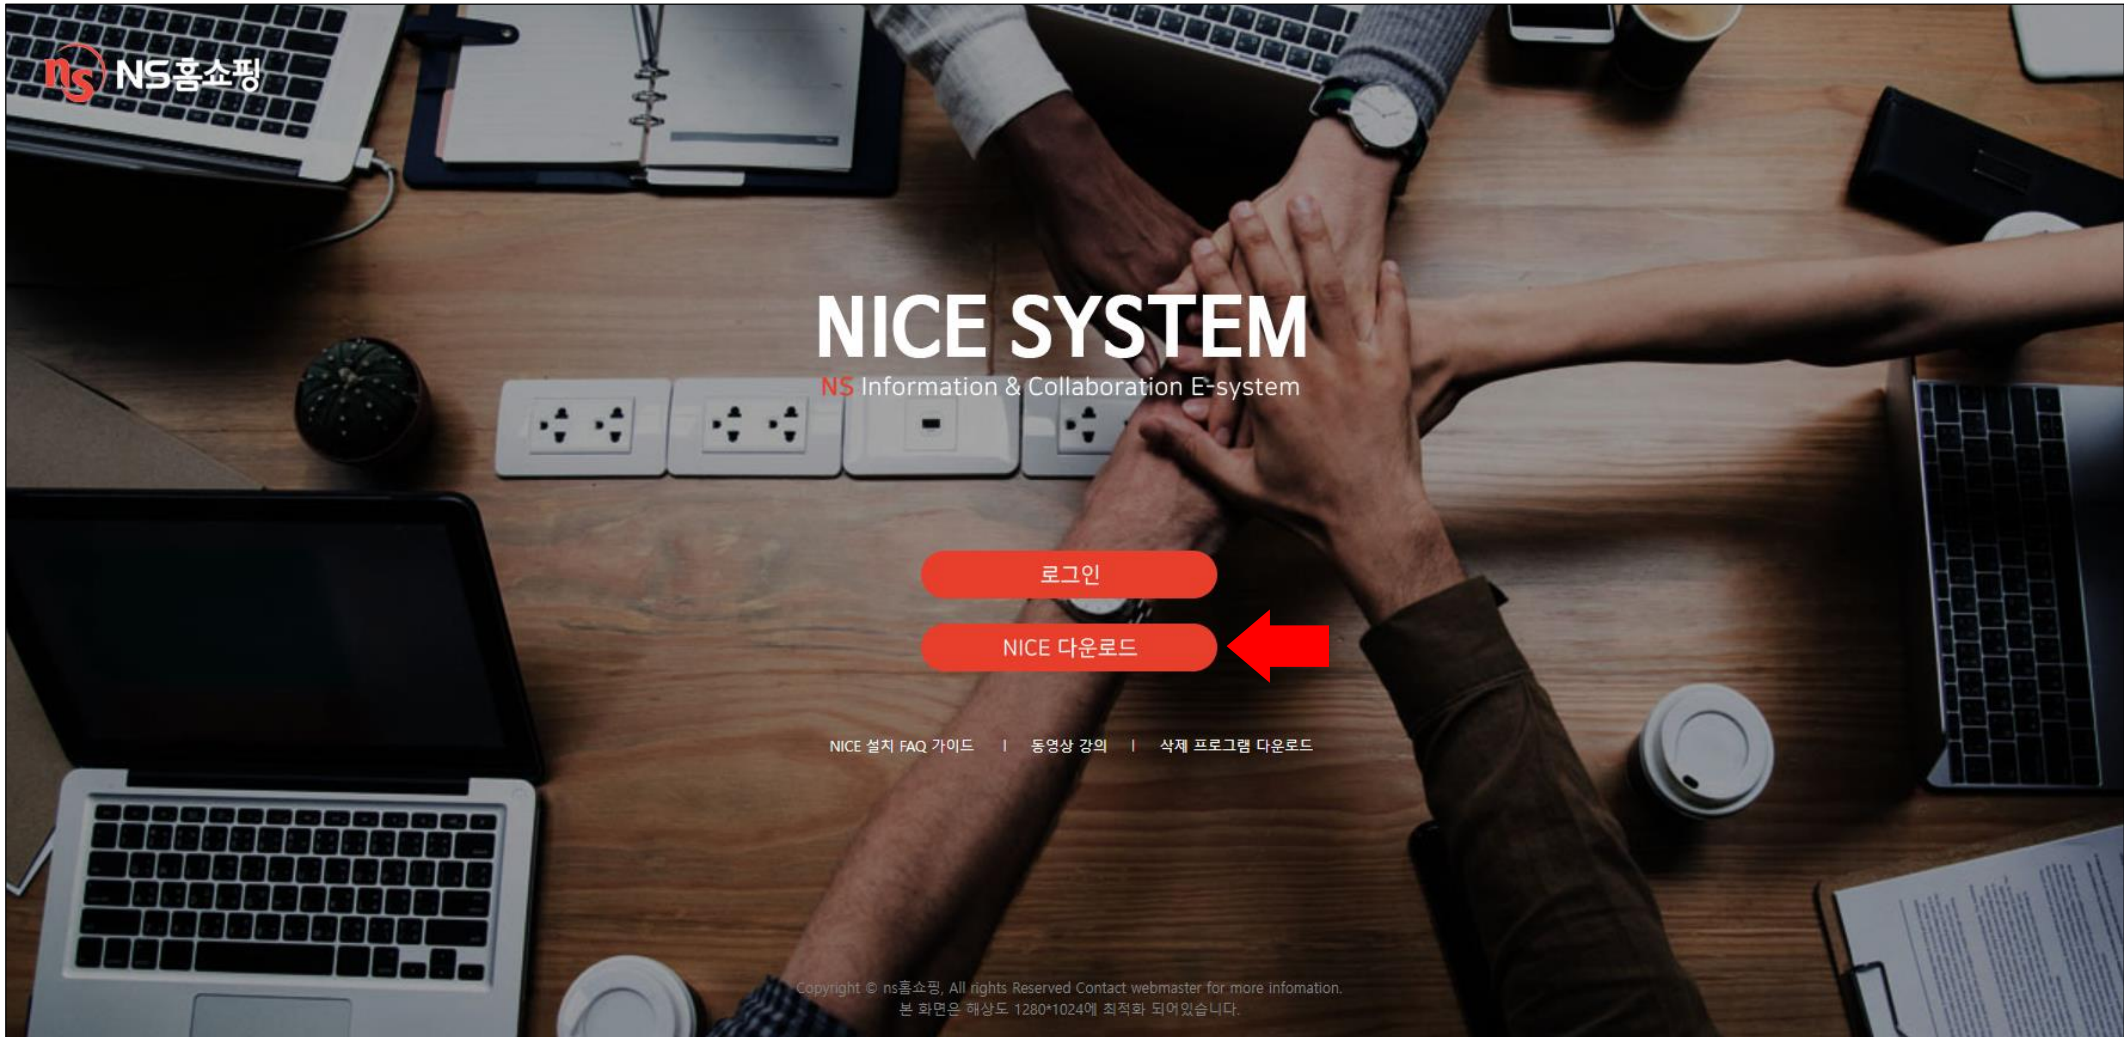 ns NS홈쇼핑
NICE SYSTEM
NS Information & Collaboration E-system
로그인
NICE 다운로드
NICE 설치 FAQ 가이드 | 동영상 강의 | 삭제 프로그램 다운로드
Copyright © ns홈쇼핑, All rights Reserved Contact webmaster for more infomation.
본 화면은 해상도 1280*1024에 최적화 되어있습니다.